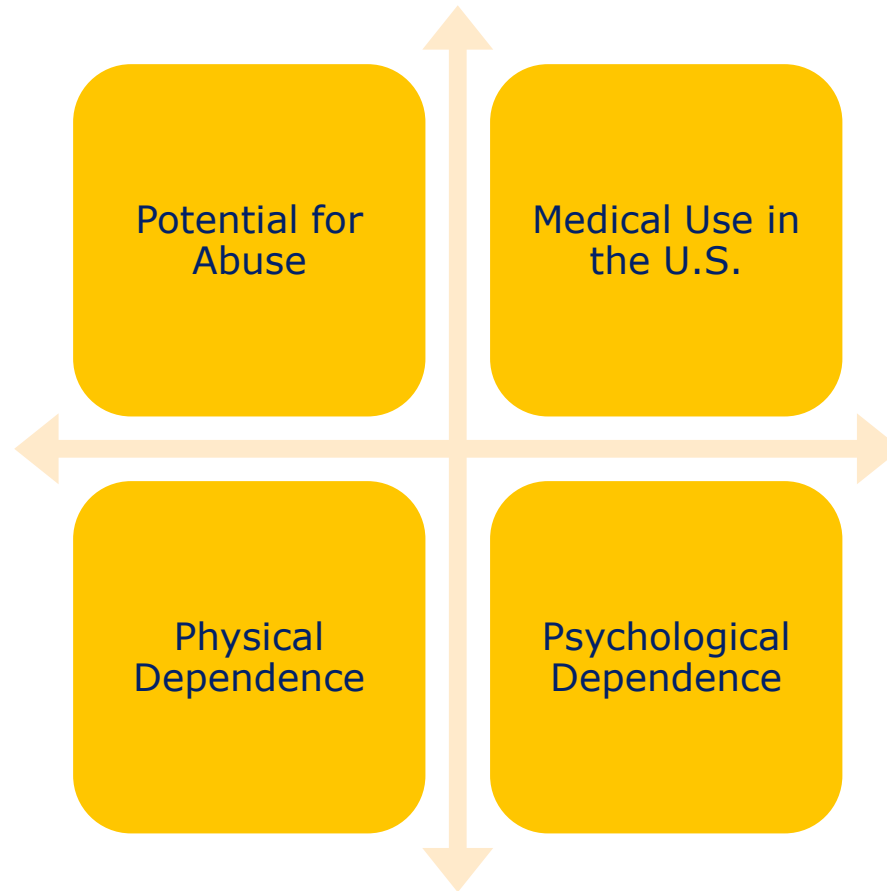 Potential for
Abuse
Medical Use in
the U.S.
Physical
Dependence
Psychological
Dependence